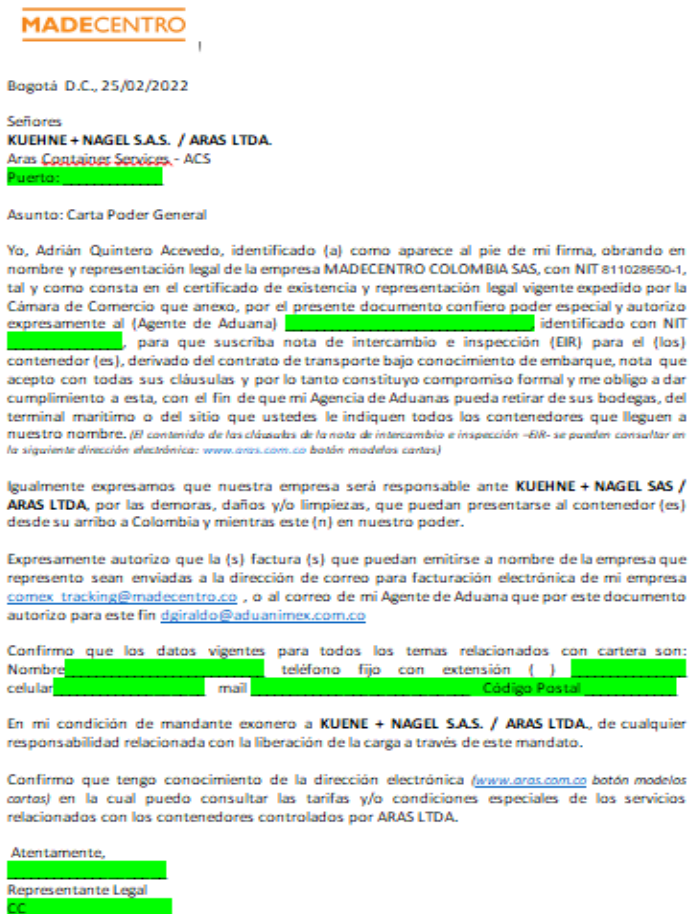 MADECENTRO
Bogotá D.C., 25/02/2022
Señores
KUEHNE + NAGEL S.A.S. / ARAS LTDA.
Aras Container Services - ACS
Puerto: ______________
Asunto: Carta Poder General
Yo, Adrián Quintero Acevedo, identificado (a) como aparece al pie de mi firma, obrando en
nombre y representación legal de la empresa MADECENTRO COLOMBIA SAS, con NIT 811028650-1,
tal y como consta en el certificado de existencia y representación legal vigente expedido por la
Cámara de Comercio que anexo, por el presente documento confiero poder especial y autorizo
expresamente al (Agente de Aduana) ______________ identificado con NIT
______________, para que suscriba nota de intercambio e inspección (EIR) para el (los)
contenedor (es), derivado del contrato de transporte bajo conocimiento de embarque, nota que
acepto con todas sus cláusulas y por lo tanto constituyo compromiso formal y me obligo a dar
cumplimiento a esta, con el fin de que mi Agencia de Aduanas pueda retirar de sus bodegas, del
terminal marítimo o del sitio que ustedes le indiquen todos los contenedores que lleguen a
nuestro nombre. (El contenido de las cláusulas de la nota de intercambio e inspección –EIR- se pueden consultar en
la siguiente dirección electrónica: www.aras.com.co botón modelos cartas)
Igualmente expresamos que nuestra empresa será responsable ante KUEHNE + NAGEL SAS /
ARAS LTDA, por las demoras, daños y/o limpiezas, que puedan presentarse al contenedor (es)
desde su arribo a Colombia y mientras este (n) en nuestro poder.
Expresamente autorizo que la (s) factura (s) que puedan emitirse a nombre de la empresa que
represento sean enviadas a la dirección de correo para facturación electrónica de mi empresa
comex_tracking@madecentro.co , o al correo de mi Agente de Aduana que por este documento
autorizo para este fin dgiraldo@aduanimex.com.co
Confirmo que los datos vigentes para todos los temas relacionados con cartera son:
Nombre______________ teléfono fijo con extensión ( ) ______________
celular______________ mail ______________ Código Postal ______________
En mi condición de mandante exonero a KUENE + NAGEL S.A.S. / ARAS LTDA., de cualquier
responsabilidad relacionada con la liberación de la carga a través de este mandato.
Confirmo que tengo conocimiento de la dirección electrónica (www.aras.com.co botón modelos
cartas) en la cual puedo consultar las tarifas y/o condiciones especiales de los servicios
relacionados con los contenedores controlados por ARAS LTDA.
Atentamente,
______________
Representante Legal
CC______________